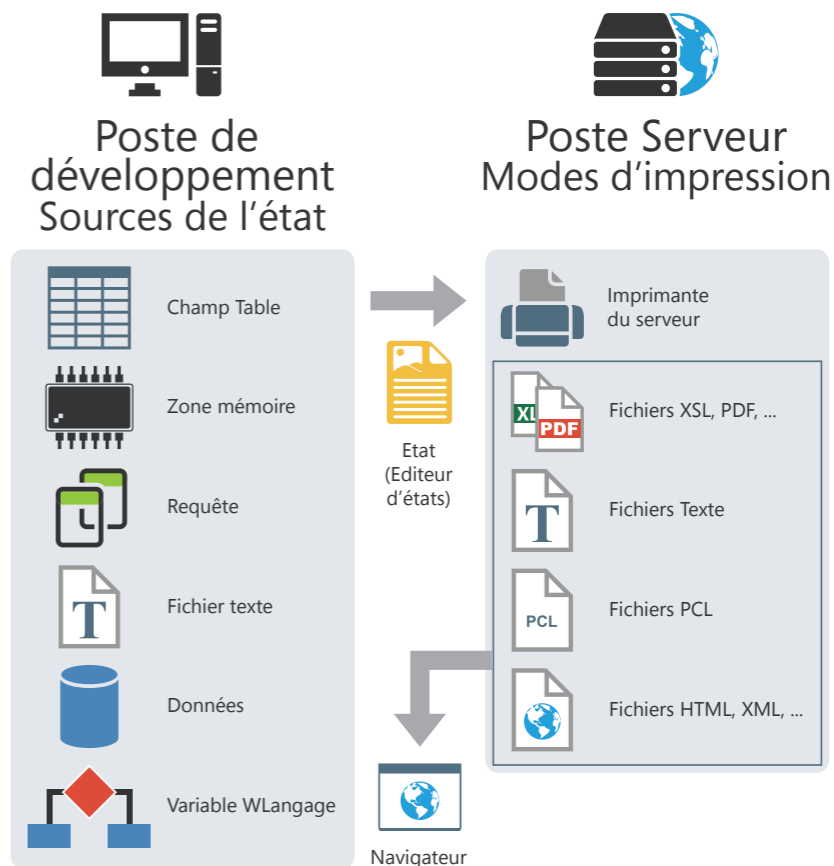 Poste de
développement
Sources de l’état
Champ Table
Zone mémoire
Requête
T
Fichier texte
Données
Variable WLangage
Etat
(Editeur
d’états)
Navigateur
Poste Serveur
Modes d’impression
Imprimante
du serveur
XL
PDF
Fichiers XSL, PDF, ...
T
Fichiers Texte
PCL
Fichiers PCL
Fichiers HTML, XML, ...